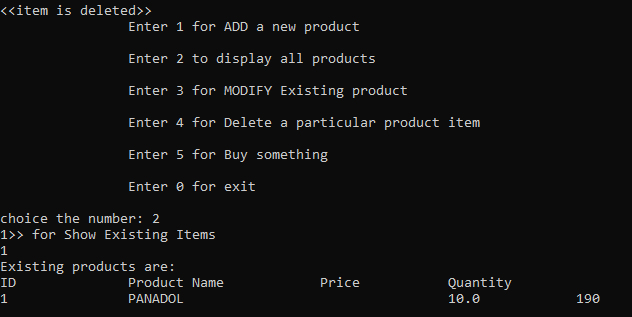 <<item is deleted>>
Enter 1 for ADD a new product
Enter 2 to display all products
Enter 3 for MODIFY Existing product
Enter 4 for Delete a particular product item
Enter 5 for Buy something
Enter 0 for exit
choice the number: 2
1>> for Show Existing Items
1
Existing products are:
ID Product Name Price Quantity
1 PANADOL 10.0 190